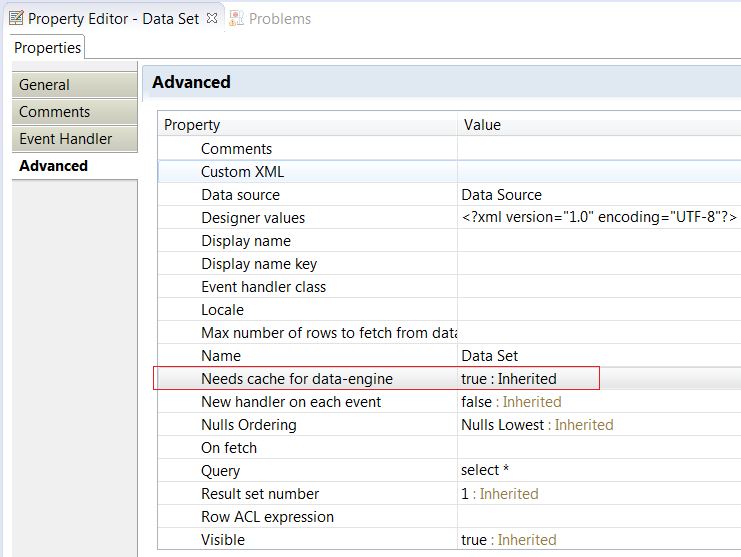 Property Editor - Data Set Problems
Properties
General
Comments
Event Handler
Advanced
Advanced
Property Value
Comments
Custom XML
Data source Data Source
Designer values <?xml version="1.0" encoding="UTF-8"?>
Display name
Display name key
Event handler class
Locale
Max number of rows to fetch from data
Name Data Set
Needs cache for data-engine true : Inherited
New handler on each event false : Inherited
Nulls Ordering Nulls Lowest : Inherited
On fetch
Query select *
Result set number 1 : Inherited
Row ACL expression
Visible true : Inherited